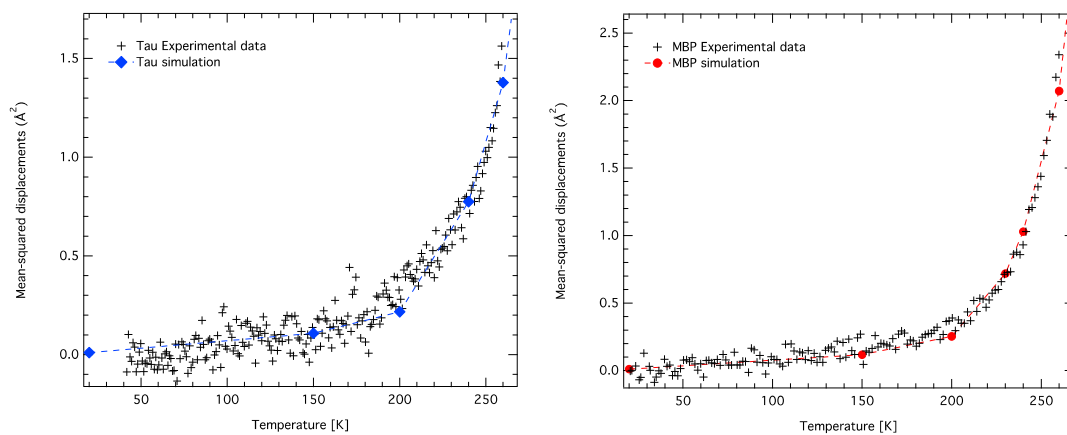 Mean-squared displacements (Å²)
1.5
1.0
0.5
0.0
Tau Experimental data
Tau simulation
50
100
150
200
250
Temperature [K]
Mean-squared displacements (Å²)
2.5
2.0
1.5
1.0
0.5
0.0
MBP Experimental data
MBP simulation
50
100
150
200
250
Temperature [K]